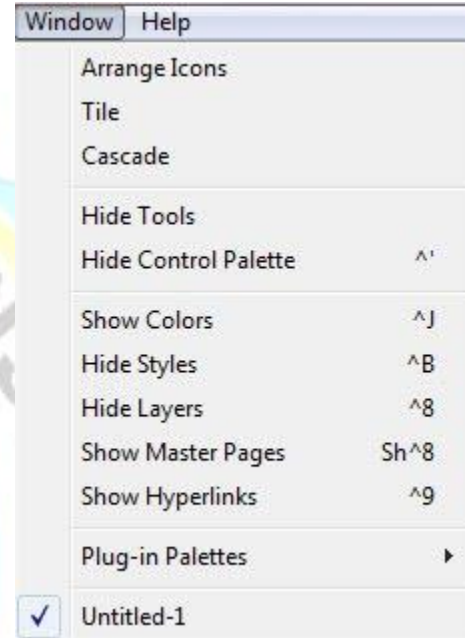 Window Help
Arrange Icons
Tile
Cascade
Hide Tools
Hide Control Palette ^'
Show Colors ^J
Hide Styles ^B
Hide Layers ^8
Show Master Pages Sh^8
Show Hyperlinks ^9
Plug-in Palettes
Untitled-1